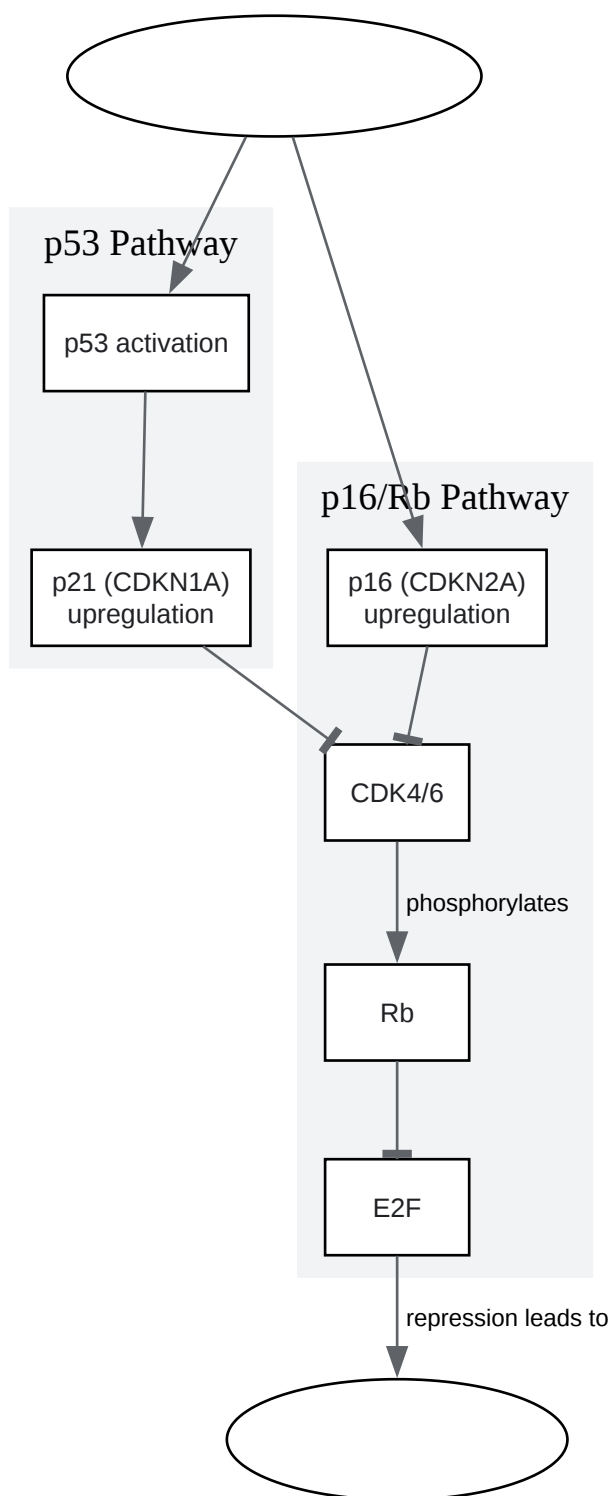 p53 Pathway
p53 activation
p16/Rb Pathway
p21 (CDKN1A)
upregulation
p16 (CDKN2A)
upregulation
CDK4/6
phosphorylates
Rb
E2F
repression leads to